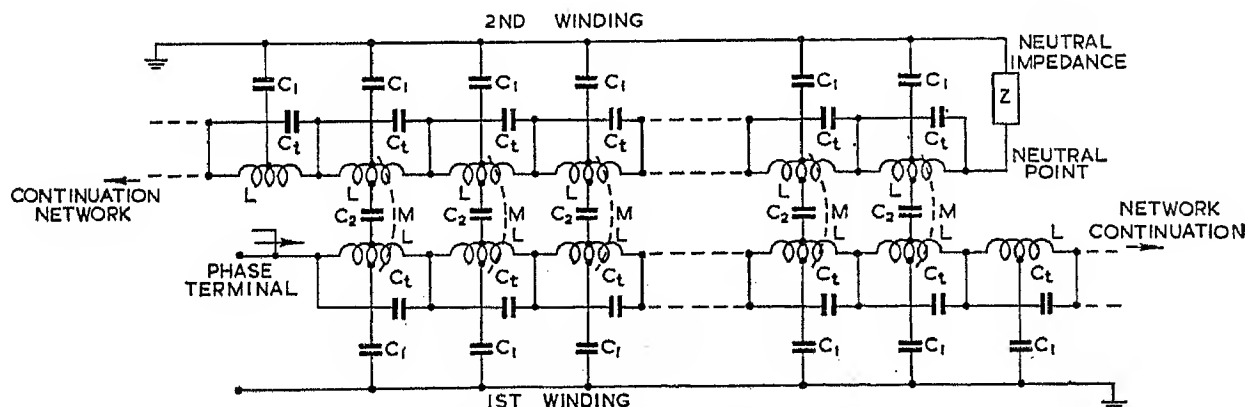 2ND WINDING
NEUTRAL
IMPEDANCE
C1 C1 C1 C1 C1 C1
Z
Ct Ct Ct Ct Ct
NEUTRAL
POINT
CONTINUATION
NETWORK
L L L L L L
C2 M C2 M C2 M C2 M C2 M
L L L L L L
NETWORK
CONTINUATION
PHASE
TERMINAL
Ct Ct Ct Ct
C1 C1 C1 C1 C1 C1
1ST WINDING